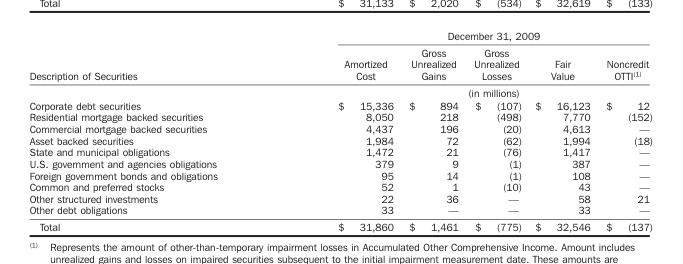 Total $ 31,133 $ 2,020 $ (534) $ 32,619 $ (133)
December 31, 2009
Description of Securities Amortized Cost Gross Unrealized Gains Gross Unrealized Losses Fair Value Noncredit OTTI(1)
(in millions)
Corporate debt securities $ 15,336 $ 894 $ (107) $ 16,123 $ 12
Residential mortgage backed securities 8,050 218 (498) 7,770 (152)
Commercial mortgage backed securities 4,437 196 (20) 4,613 —
Asset backed securities 1,984 72 (62) 1,994 (18)
State and municipal obligations 1,472 21 (76) 1,417 —
U.S. government and agencies obligations 379 9 (1) 387 —
Foreign government bonds and obligations 95 14 (1) 108 —
Common and preferred stocks 52 1 (10) 43 —
Other structured investments 22 36 — 58 21
Other debt obligations 33 — — 33 —
Total $ 31,860 $ 1,461 $ (775) $ 32,546 $ (137)
(1) Represents the amount of other-than-temporary impairment losses in Accumulated Other Comprehensive Income. Amount includes
unrealized gains and losses on impaired securities subsequent to the initial impairment measurement date. These amounts are